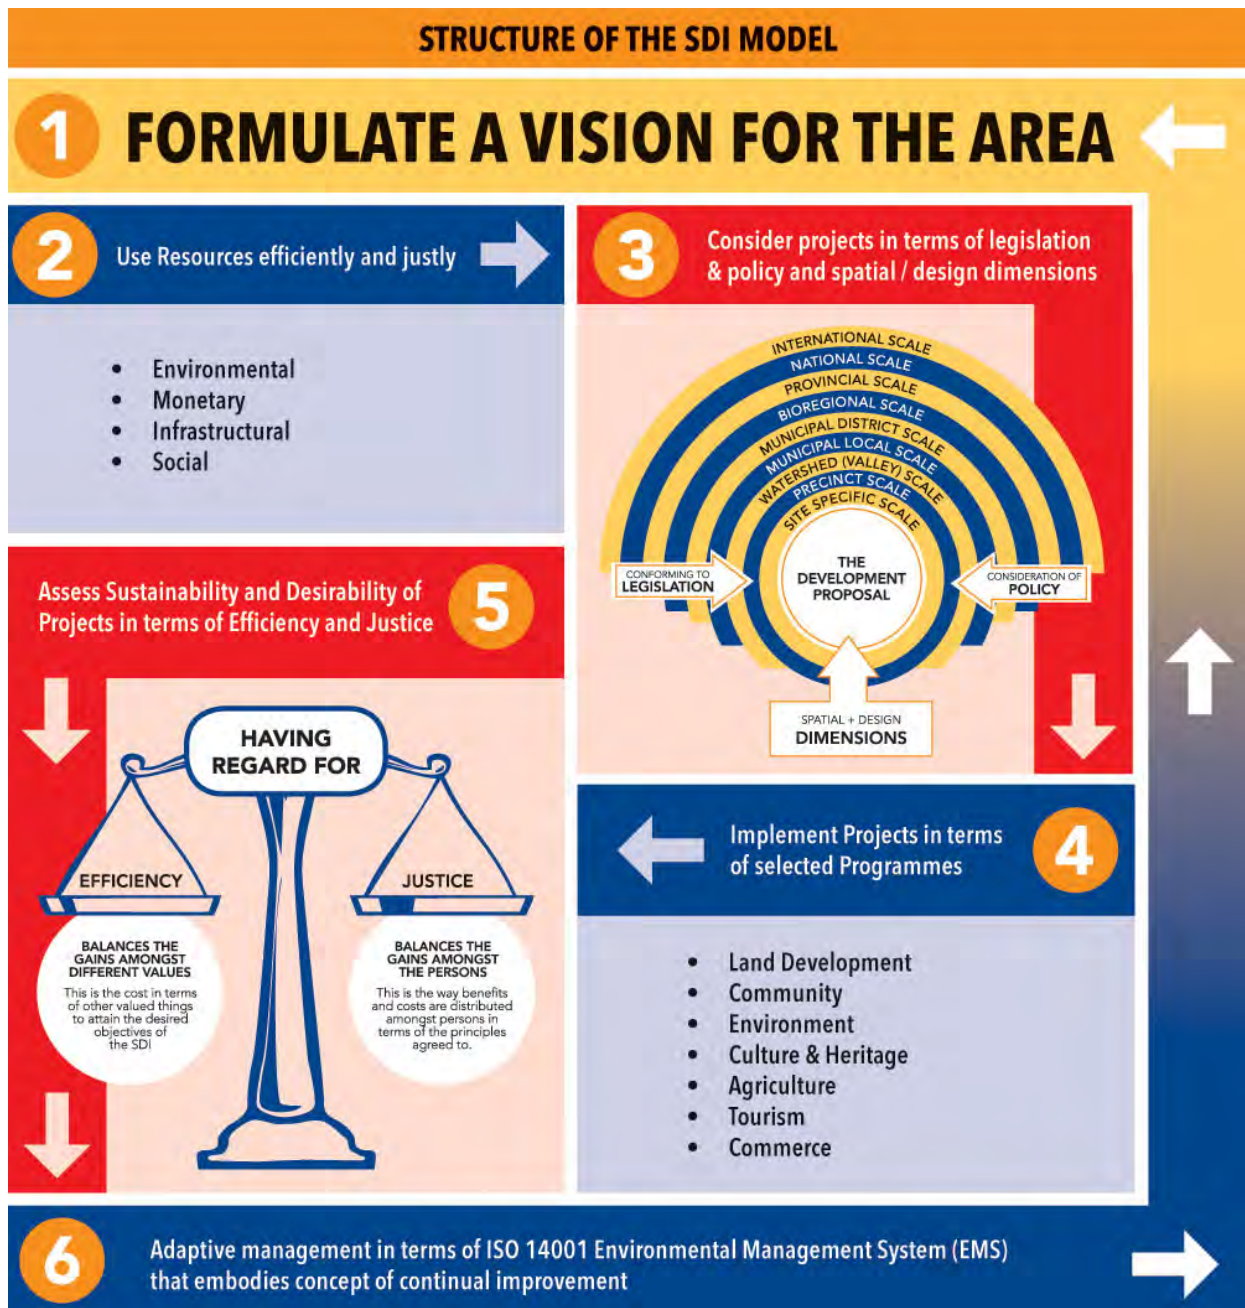 STRUCTURE OF THE SDI MODEL
1 FORMULATE A VISION FOR THE AREA
2 Use Resources efficiently and justly
• Environmental
• Monetary
• Infrastructural
• Social
3
Consider projects in terms of legislation
& policy and spatial / design dimensions
INTERNATIONAL SCALE
NATIONAL SCALE
PROVINCIAL SCALE
BIOREGIONAL SCALE
MUNICIPAL DISTRICT SCALE
MUNICIPAL LOCAL SCALE
WATERSHED (VALLEY) SCALE
PRECINCT SCALE
SITE SPECIFIC SCALE
THE
DEVELOPMENT
PROPOSAL
CONFORMING TO
LEGISLATION
CONSIDERATION OF
POLICY
SPATIAL + DESIGN
DIMENSIONS
Implement Projects in terms
of selected Programmes
4
• Land Development
• Community
• Environment
• Culture & Heritage
• Agriculture
• Tourism
• Commerce
Assess Sustainability and Desirability of
Projects in terms of Efficiency and Justice
5
HAVING
REGARD FOR
EFFICIENCY
BALANCES THE
GAINS AMONGST
DIFFERENT VALUES
This is the cost in terms
of other valued things
to attain the desired
objectives of
the SDI
JUSTICE
BALANCES THE
GAINS AMONGST
THE PERSONS
This is the way benefits
and costs are distributed
amongst persons in
terms of the principles
agreed to.
6
Adaptive management in terms of ISO 14001 Environmental Management System (EMS)
that embodies concept of continual improvement